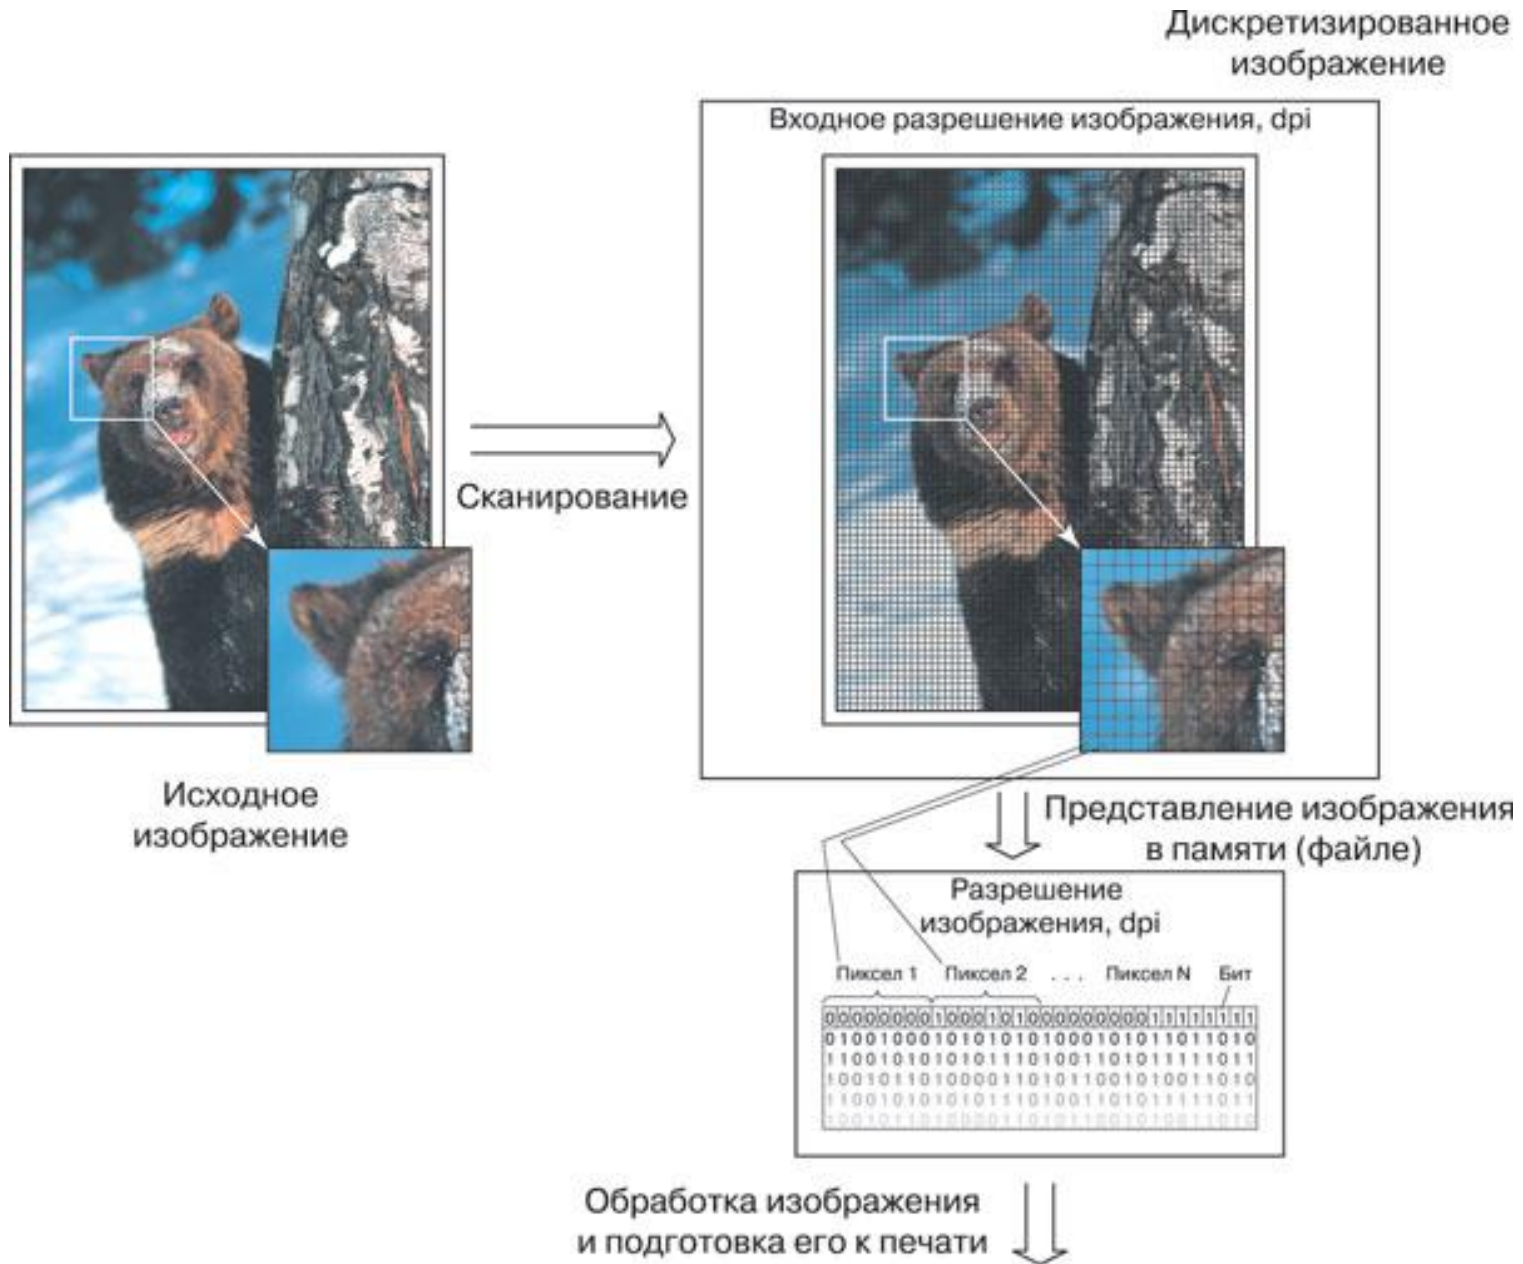 Дискретизированное
изображение
Входное разрешение изображения, dpi
Сканирование
Исходное
изображение
Представление изображения
в памяти (файле)
Разрешение
изображения, dpi
Пиксел 1 Пиксел 2 . . . Пиксел N Бит
00000000100010100000000011111111
Обработка изображения
и подготовка его к печати